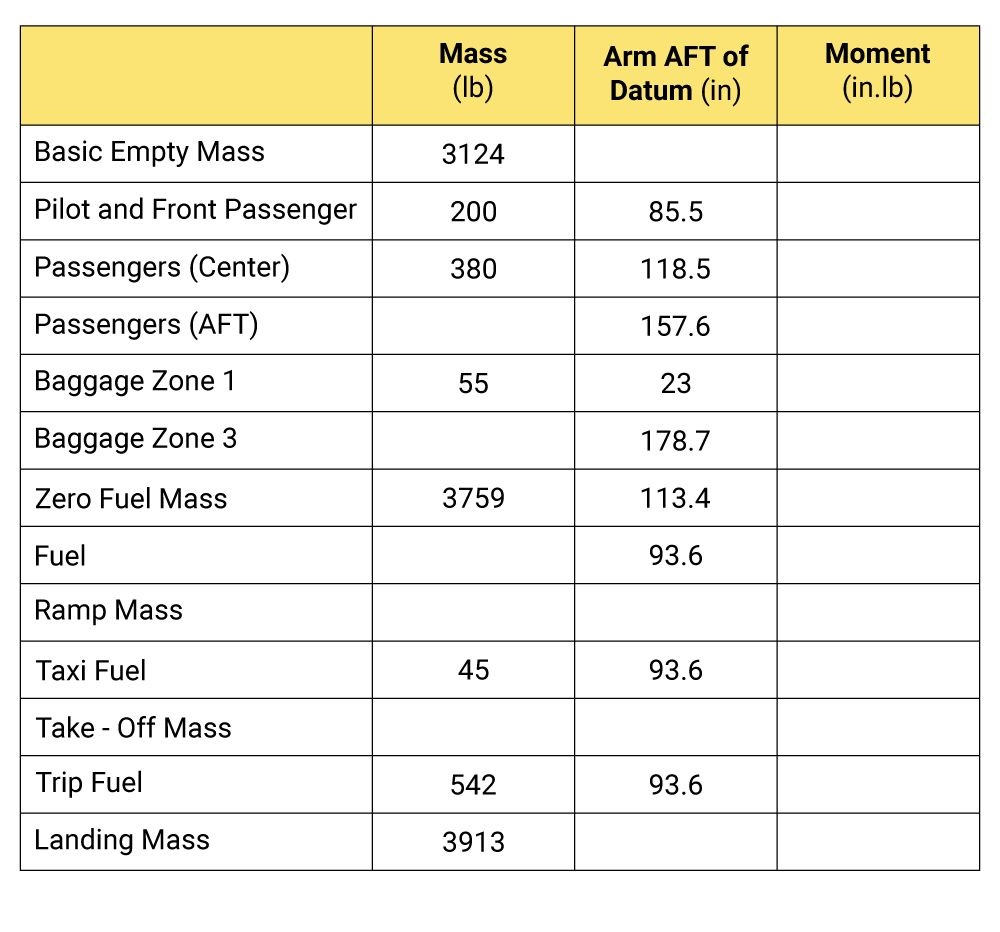 Mass (lb) Arm AFT of Datum (in) Moment (in.lb)
Basic Empty Mass 3124
Pilot and Front Passenger 200 85.5
Passengers (Center) 380 118.5
Passengers (AFT) 157.6
Baggage Zone 1 55 23
Baggage Zone 3 178.7
Zero Fuel Mass 3759 113.4
Fuel 93.6
Ramp Mass
Taxi Fuel 45 93.6
Take - Off Mass
Trip Fuel 542 93.6
Landing Mass 3913